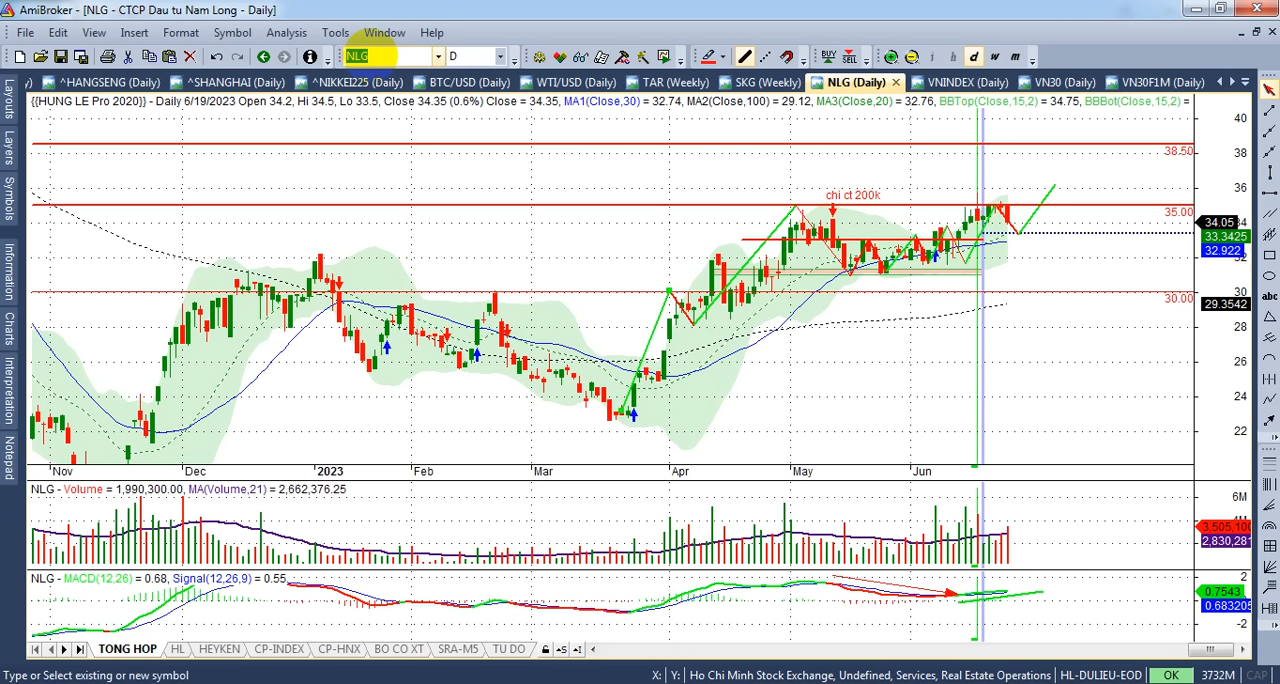 AmiBroker - [NLG - CTCP Dau tu Nam Long - Daily]
File Edit View Insert Format Symbol Analysis Tools Window Help
NLG D BUY SELL i h d w m
^HANGSENG (Daily) ^SHANGHAI (Daily) ^NIKKEI225 (Daily) BTC/USD (Daily) WTI/USD (Daily) TAR (Weekly) SKG (Weekly) NLG (Daily) VNINDEX (Daily) VN30 (Daily) VN30F1M (Daily)
{{HUNG LE Pro 2020}} - Daily 6/19/2023 Open 34.2, Hi 34.5, Lo 33.5, Close 34.35 (0.6%) Close = 34.35, MA1(Close,30) = 32.74, MA2(Close,100) = 29.12, MA3(Close,20) = 32.76, BBTop(Close,15,2) = 34.75, BBBot(Close,15,2) =
Layouts
Layers
Symbols
Information
Charts
Interpretation
Notepad
abc
40
38.50
38
36
chi ct 200k
35.00
34.05
33.3425
32.922
32
30.00
29.3542
28
26
24
22
Nov Dec 2023 Feb Mar Apr May Jun
NLG - Volume = 1,990,300.00, MA(Volume,21) = 2,662,376.25
6M
3,505,100
2,830,281
NLG - MACD(12,26) = 0.68, Signal(12,26,9) = 0.55
2
0.7543
0.683205
-2
TONG HOP HL HEYKEN CP-INDEX CP-HNX BO CO XT SRA-M5 TU DO
Type or Select existing or new symbol X: Y: Ho Chi Minh Stock Exchange, Undefined, Services, Real Estate Operations HL-DULIEU-EOD OK 3732M CAP